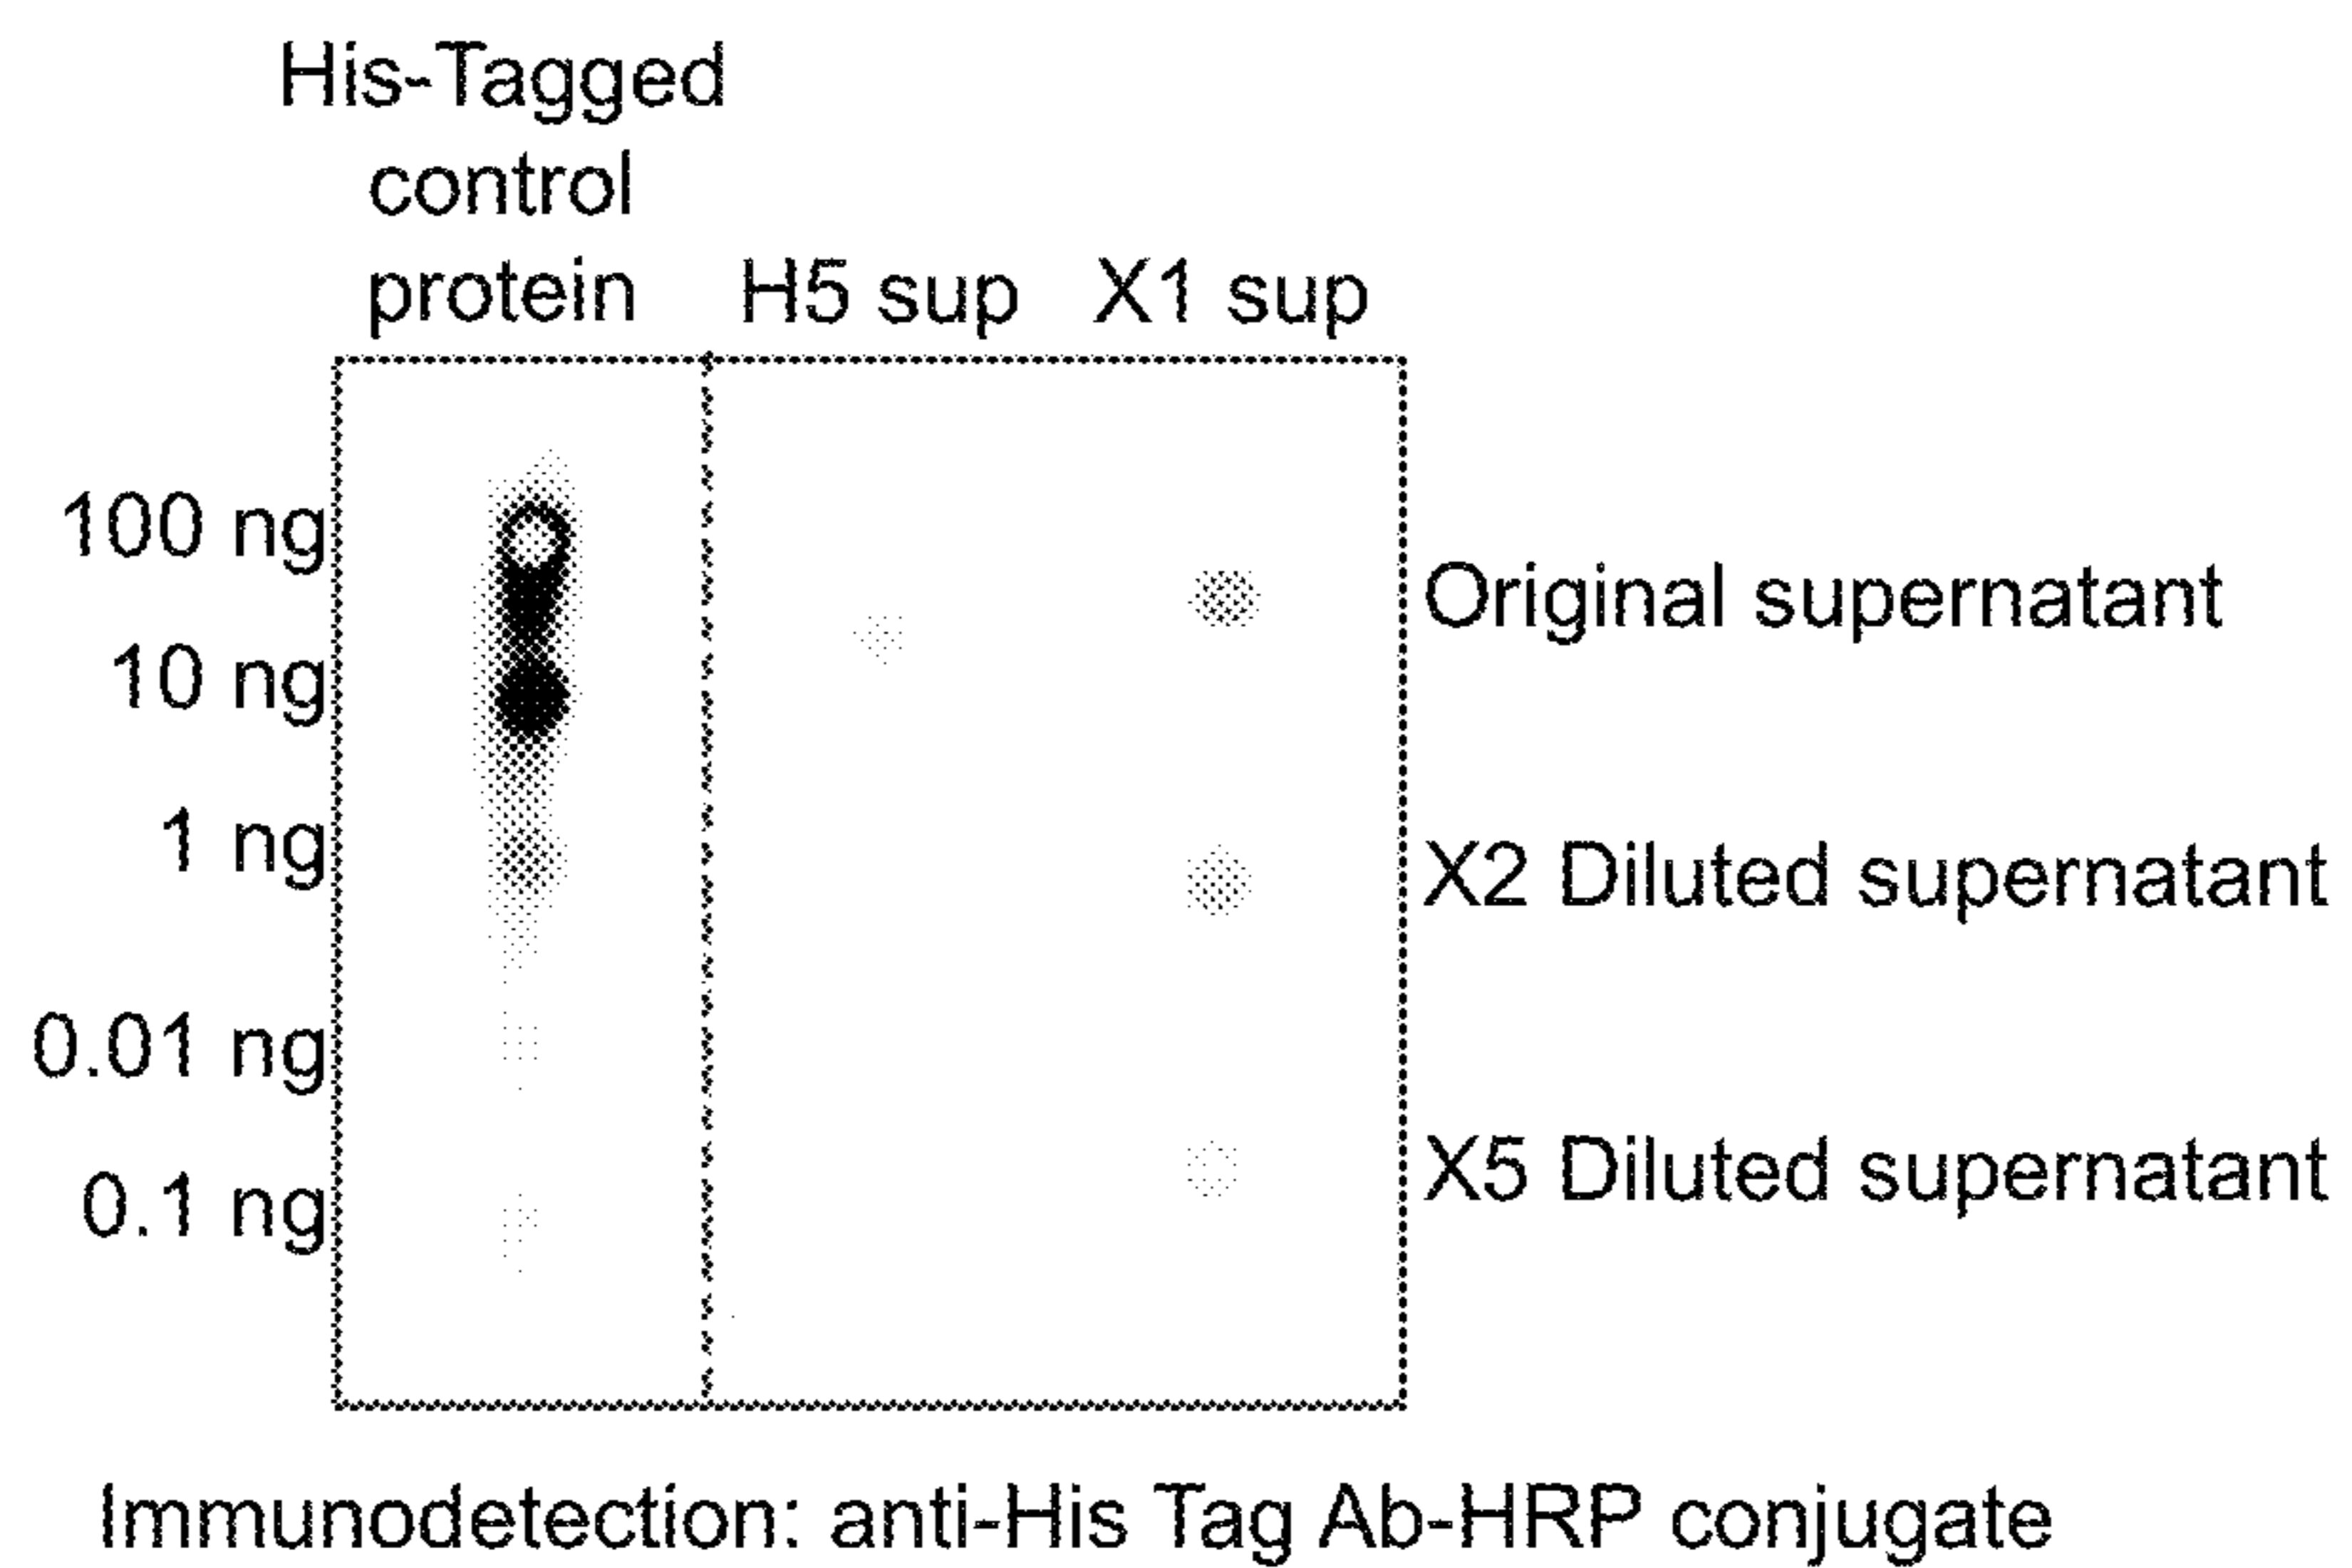 His-Tagged
control
protein
H5 sup
X1 sup
100 ng
10 ng
1 ng
0.01 ng
0.1 ng
Original supernatant
X2 Diluted supernatant
X5 Diluted supernatant
Immunodetection: anti-His Tag Ab-HRP conjugate